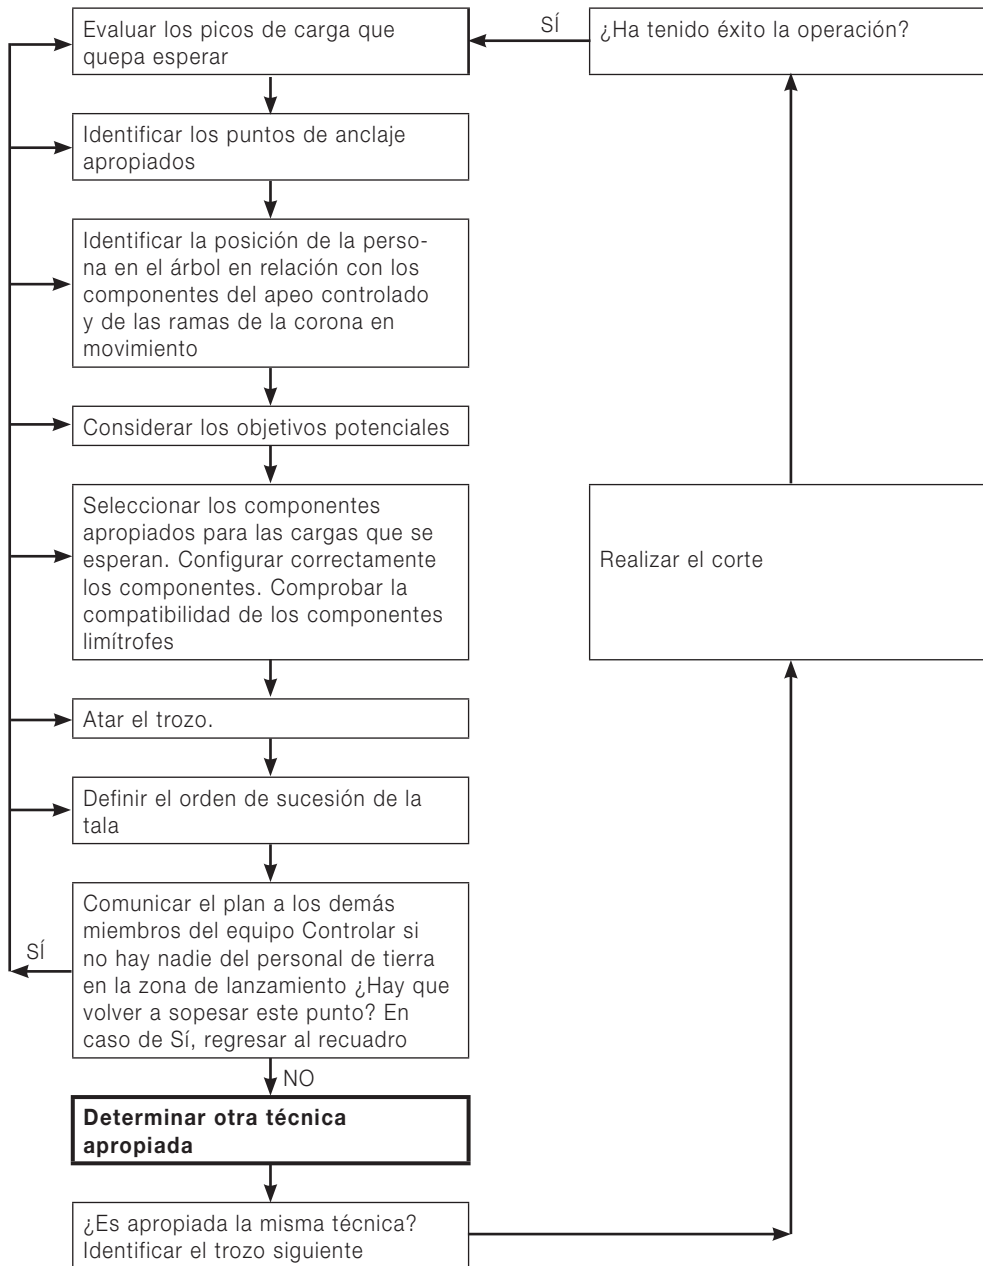 Evaluar los picos de carga que
quepa esperar
SÍ
¿Ha tenido éxito la operación?
Identificar los puntos de anclaje
apropiados
Identificar la posición de la perso-
na en el árbol en relación con los
componentes del apeo controlado
y de las ramas de la corona en
movimiento
Considerar los objetivos potenciales
Seleccionar los componentes
apropiados para las cargas que se
esperan. Configurar correctamente
los componentes. Comprobar la
compatibilidad de los componentes
limítrofes
Realizar el corte
Atar el trozo.
Definir el orden de sucesión de la
tala
Comunicar el plan a los demás
miembros del equipo Controlar si
no hay nadie del personal de tierra
en la zona de lanzamiento ¿Hay que
volver a sopesar este punto? En
caso de Sí, regresar al recuadro
SÍ
NO
Determinar otra técnica
apropiada
¿Es apropiada la misma técnica?
Identificar el trozo siguiente